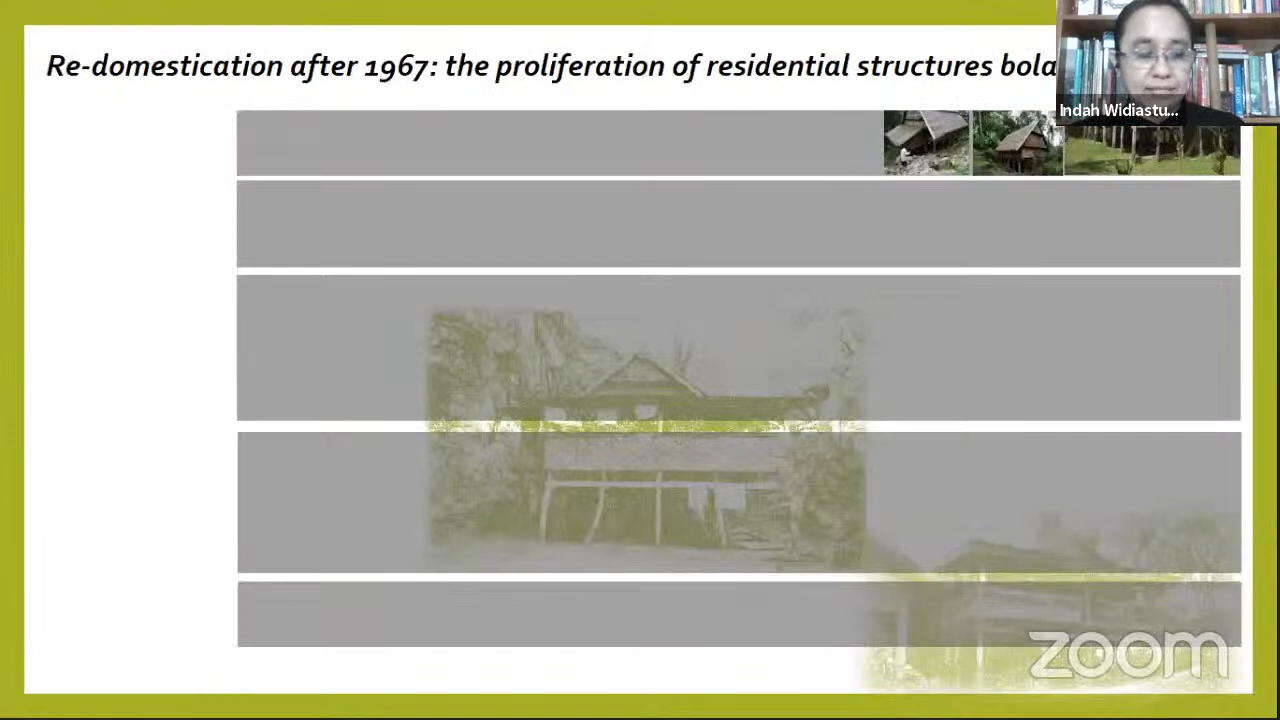 Re-domestication after 1967: the proliferation of residential structures bola
Indah Widiastu...
zoom